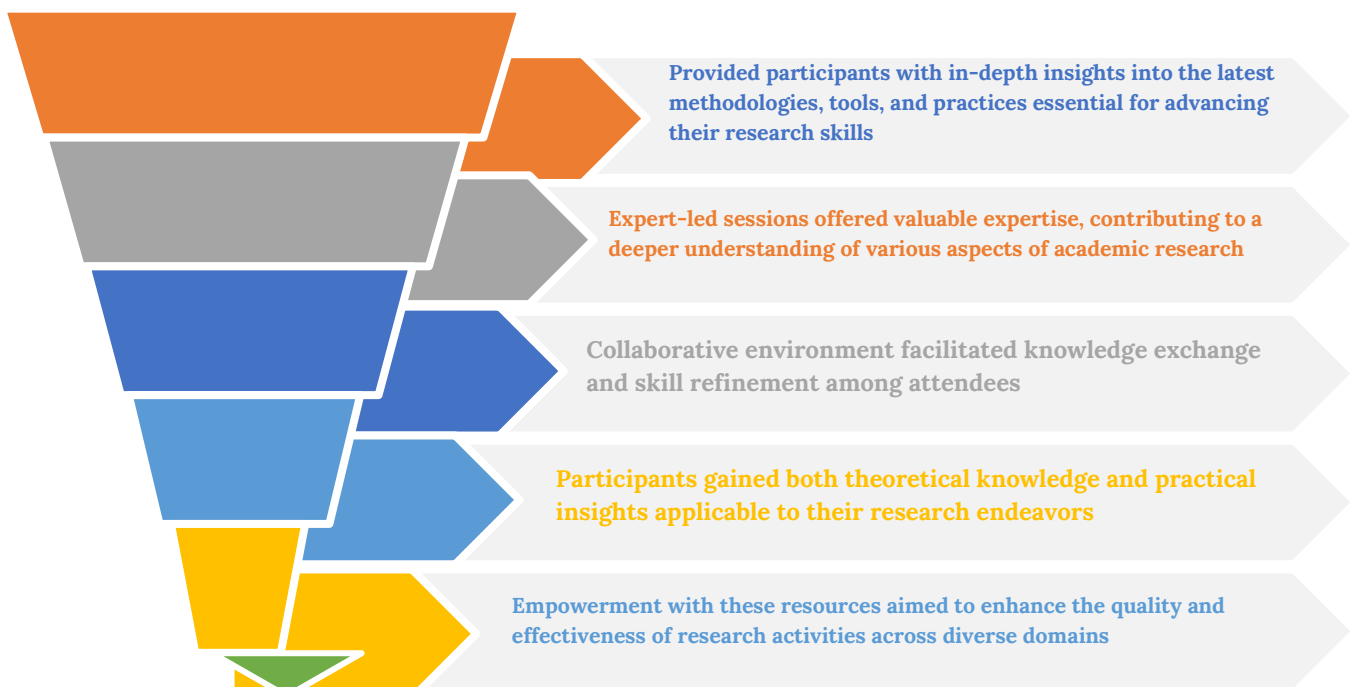 Provided participants with in-depth insights into the latest
methodologies, tools, and practices essential for advancing
their research skills
Expert-led sessions offered valuable expertise, contributing to a
deeper understanding of various aspects of academic research
Collaborative environment facilitated knowledge exchange
and skill refinement among attendees
Participants gained both theoretical knowledge and practical
insights applicable to their research endeavors
Empowerment with these resources aimed to enhance the quality and
effectiveness of research activities across diverse domains